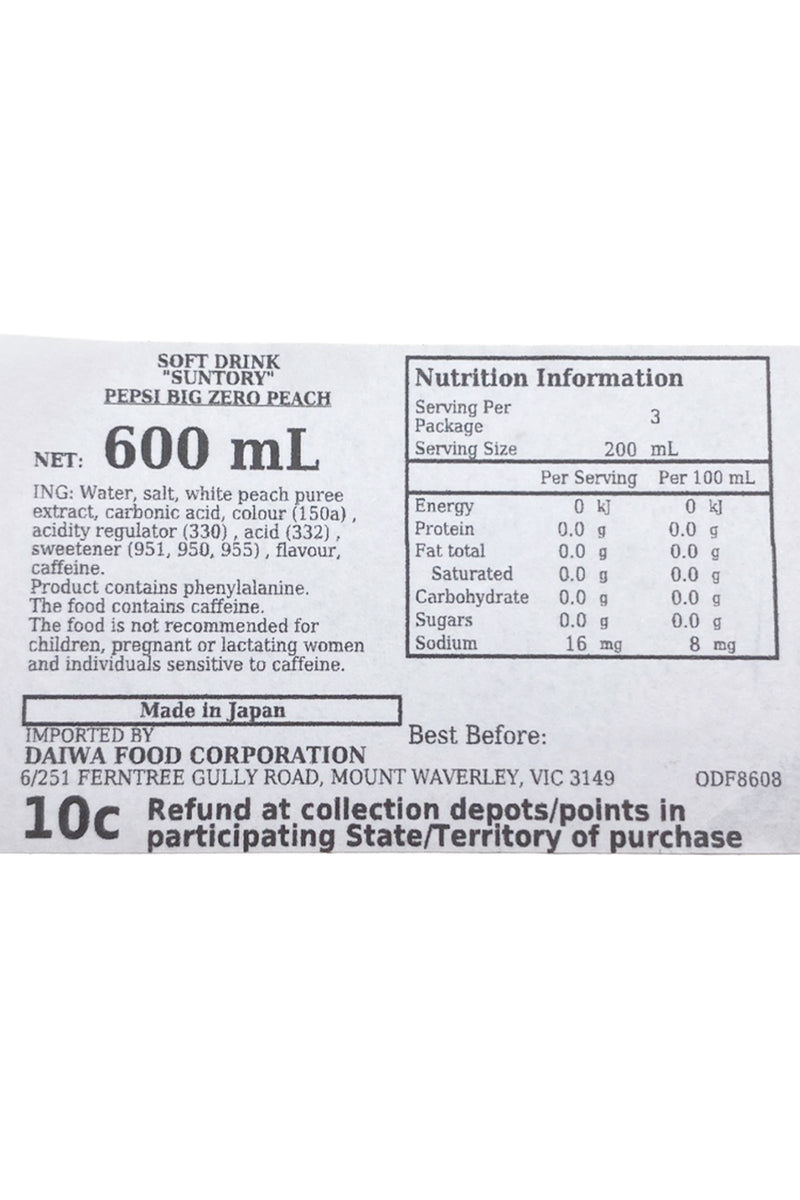 SOFT DRINK
"SUNTORY"
PEPSI BIG ZERO PEACH
NET: 600 mL
ING: Water, salt, white peach puree
extract, carbonic acid, colour (150a) ,
acidity regulator (330) , acid (332) ,
sweetener (951, 950, 955) , flavour,
caffeine.
Product contains phenylalanine.
The food contains caffeine.
The food is not recommended for
children, pregnant or lactating women
and individuals sensitive to caffeine.
Nutrition Information
Serving Per
Package 3
Serving Size 200 mL
Per Serving Per 100 mL
Energy 0 kJ 0 kJ
Protein 0.0 g 0.0 g
Fat total 0.0 g 0.0 g
Saturated 0.0 g 0.0 g
Carbohydrate 0.0 g 0.0 g
Sugars 0.0 g 0.0 g
Sodium 16 mg 8 mg
Made in Japan
IMPORTED BY
DAIWA FOOD CORPORATION
Best Before:
6/251 FERNTREE GULLY ROAD, MOUNT WAVERLEY, VIC 3149 ODF8608
10c Refund at collection depots/points in
participating State/Territory of purchase